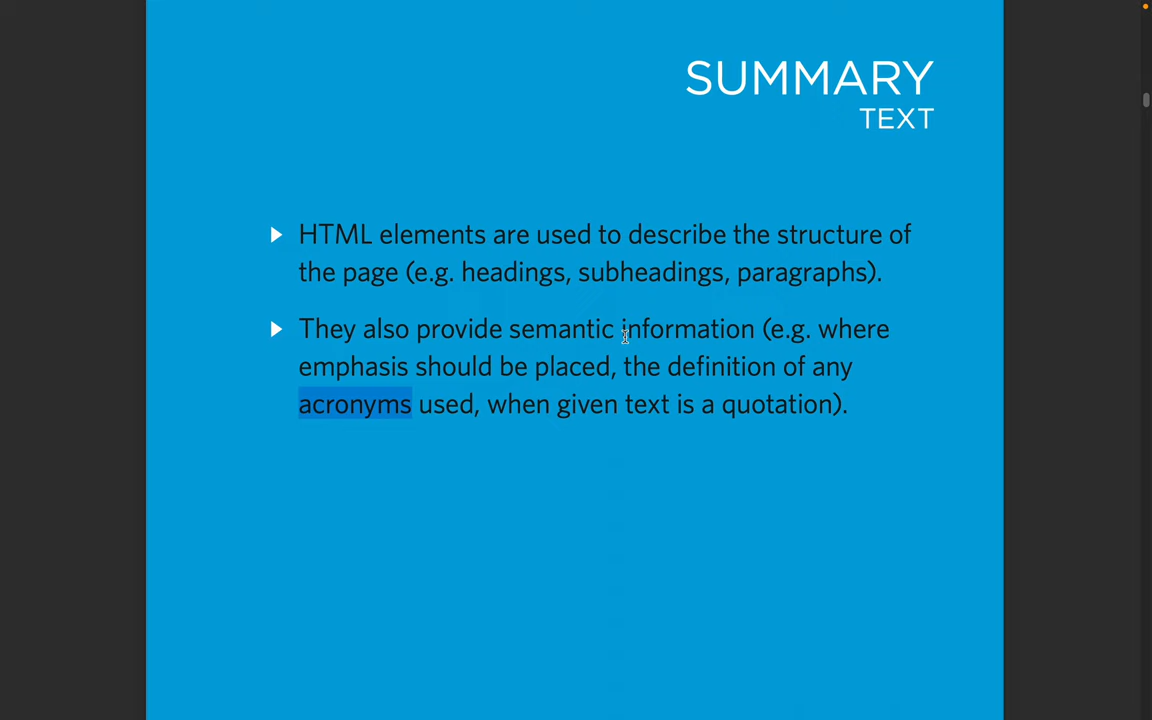 SUMMARY
TEXT
HTML elements are used to describe the structure of
the page (e.g. headings, subheadings, paragraphs).
They also provide semantic information (e.g. where
emphasis should be placed, the definition of any
acronyms used, when given text is a quotation).